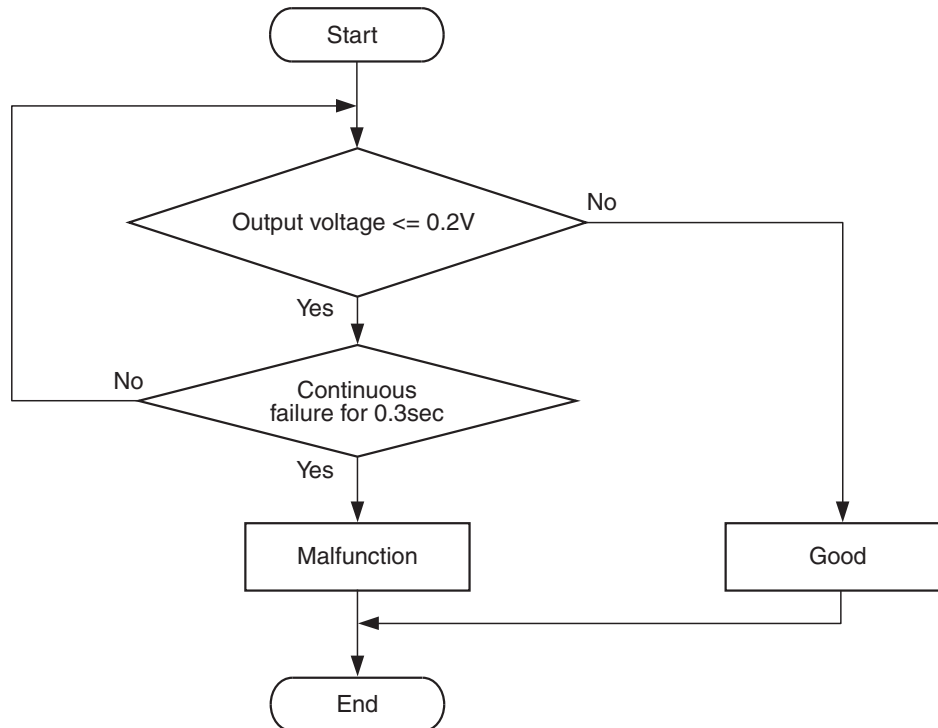 Start
Output voltage <= 0.2V
No
Yes
No
Continuous
failure for 0.3sec
Yes
Malfunction
Good
End